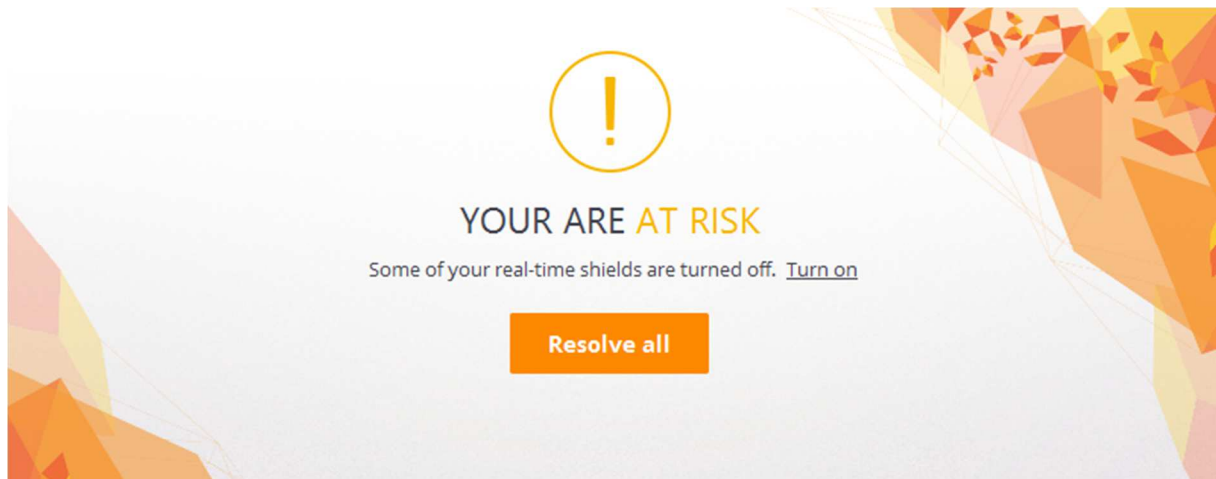 !
YOUR ARE AT RISK
Some of your real-time shields are turned off. Turn on
Resolve all